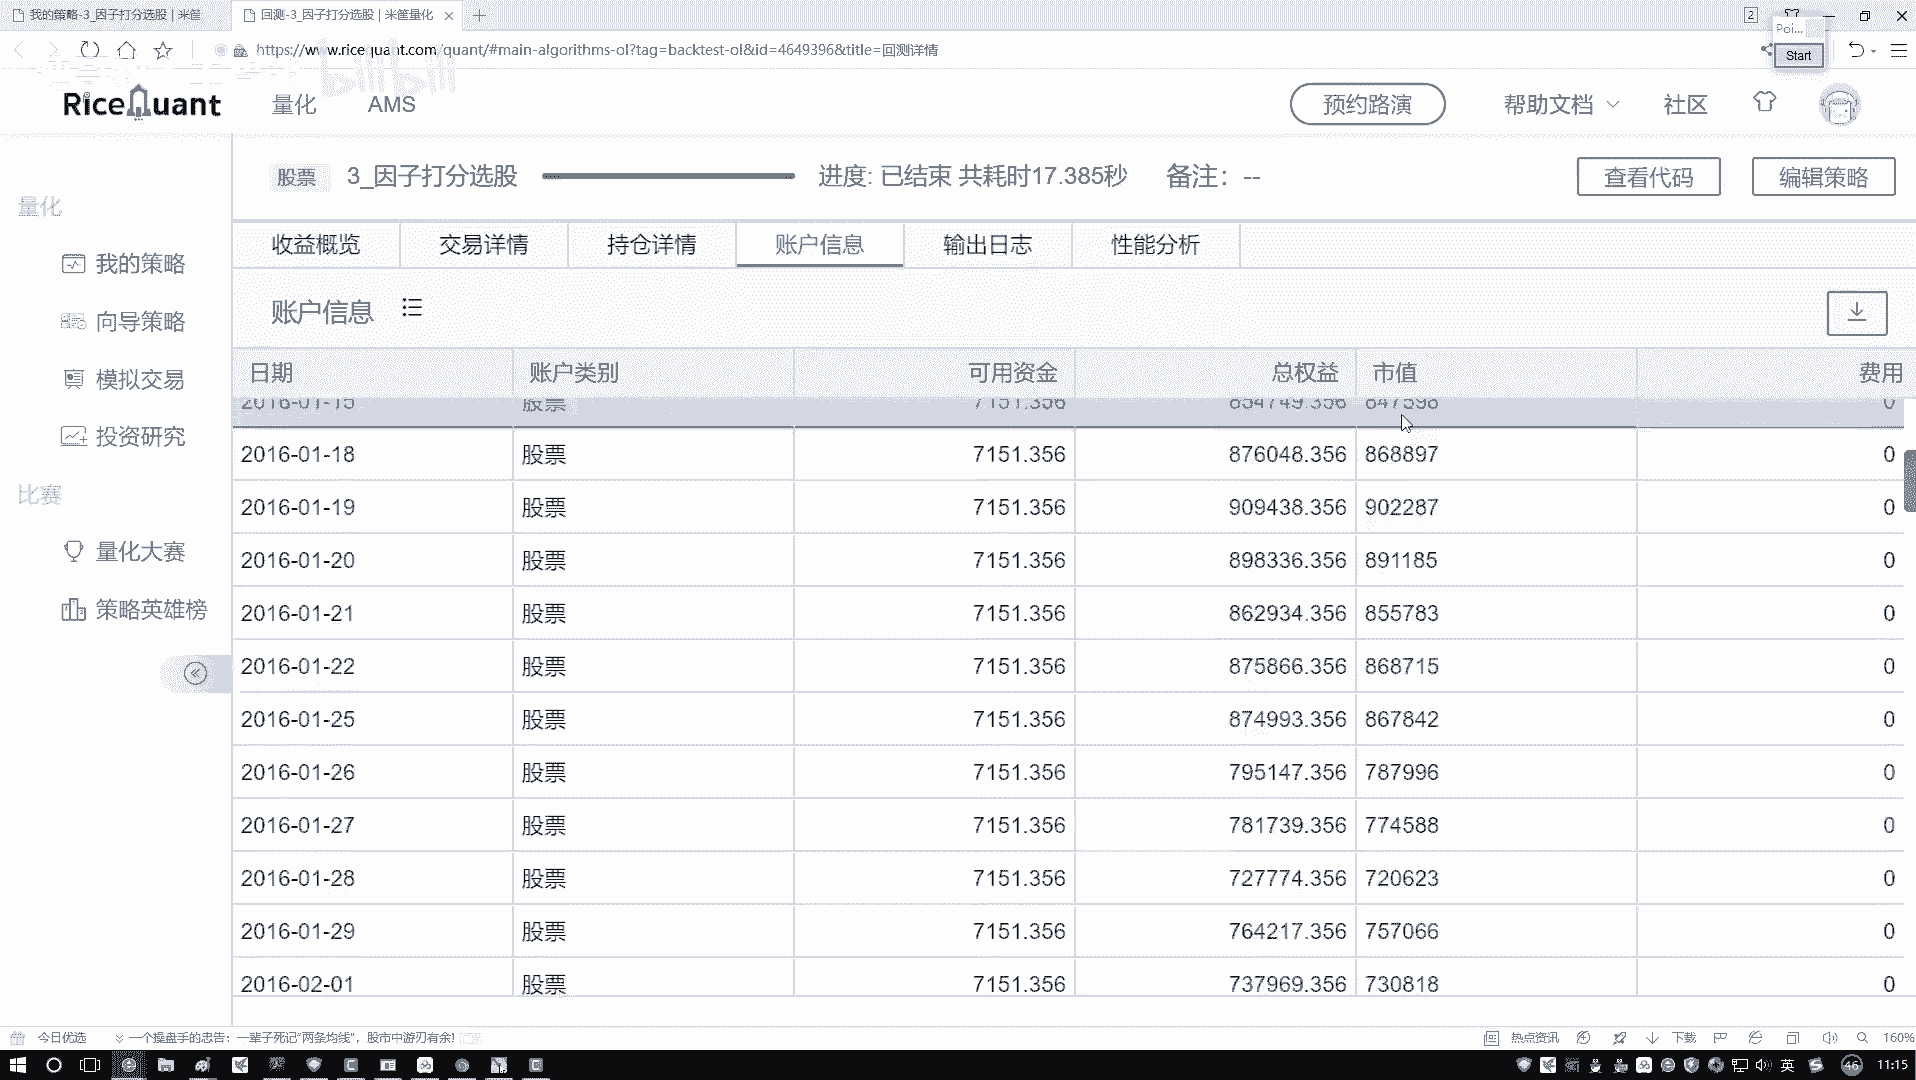 我的策略-3_因子打分选股 | 米筐
回测-3_因子打分选股 | 米筐量化
2
Poi...
Start
https://www.ricequant.com/quant/#main-algorithms-ol?tag=backtest-ol&id=4649396&title=回测详情
bilibili
RiceQuant
量化 AMS 预约路演 帮助文档 社区
股票 3_因子打分选股 进度: 已结束 共耗时17.385秒 备注: -- 查看代码 编辑策略
量化
我的策略
向导策略
模拟交易
投资研究
比赛
量化大赛
策略英雄榜
收益概览 交易详情 持仓详情 账户信息 输出日志 性能分析
账户信息
日期 账户类别 可用资金 总权益 市值 费用
2016-01-15 股票 7151.356 854749.356 847598 0
2016-01-18 股票 7151.356 876048.356 868897 0
2016-01-19 股票 7151.356 909438.356 902287 0
2016-01-20 股票 7151.356 898336.356 891185 0
2016-01-21 股票 7151.356 862934.356 855783 0
2016-01-22 股票 7151.356 875866.356 868715 0
2016-01-25 股票 7151.356 874993.356 867842 0
2016-01-26 股票 7151.356 795147.356 787996 0
2016-01-27 股票 7151.356 781739.356 774588 0
2016-01-28 股票 7151.356 727774.356 720623 0
2016-01-29 股票 7151.356 764217.356 757066 0
2016-02-01 股票 7151.356 737969.356 730818 0
今日优选 一个操盘手的忠告：一辈子死记“两条均线”，股市中游刃有余! 热点资讯 下载 160%
英 46 11:15